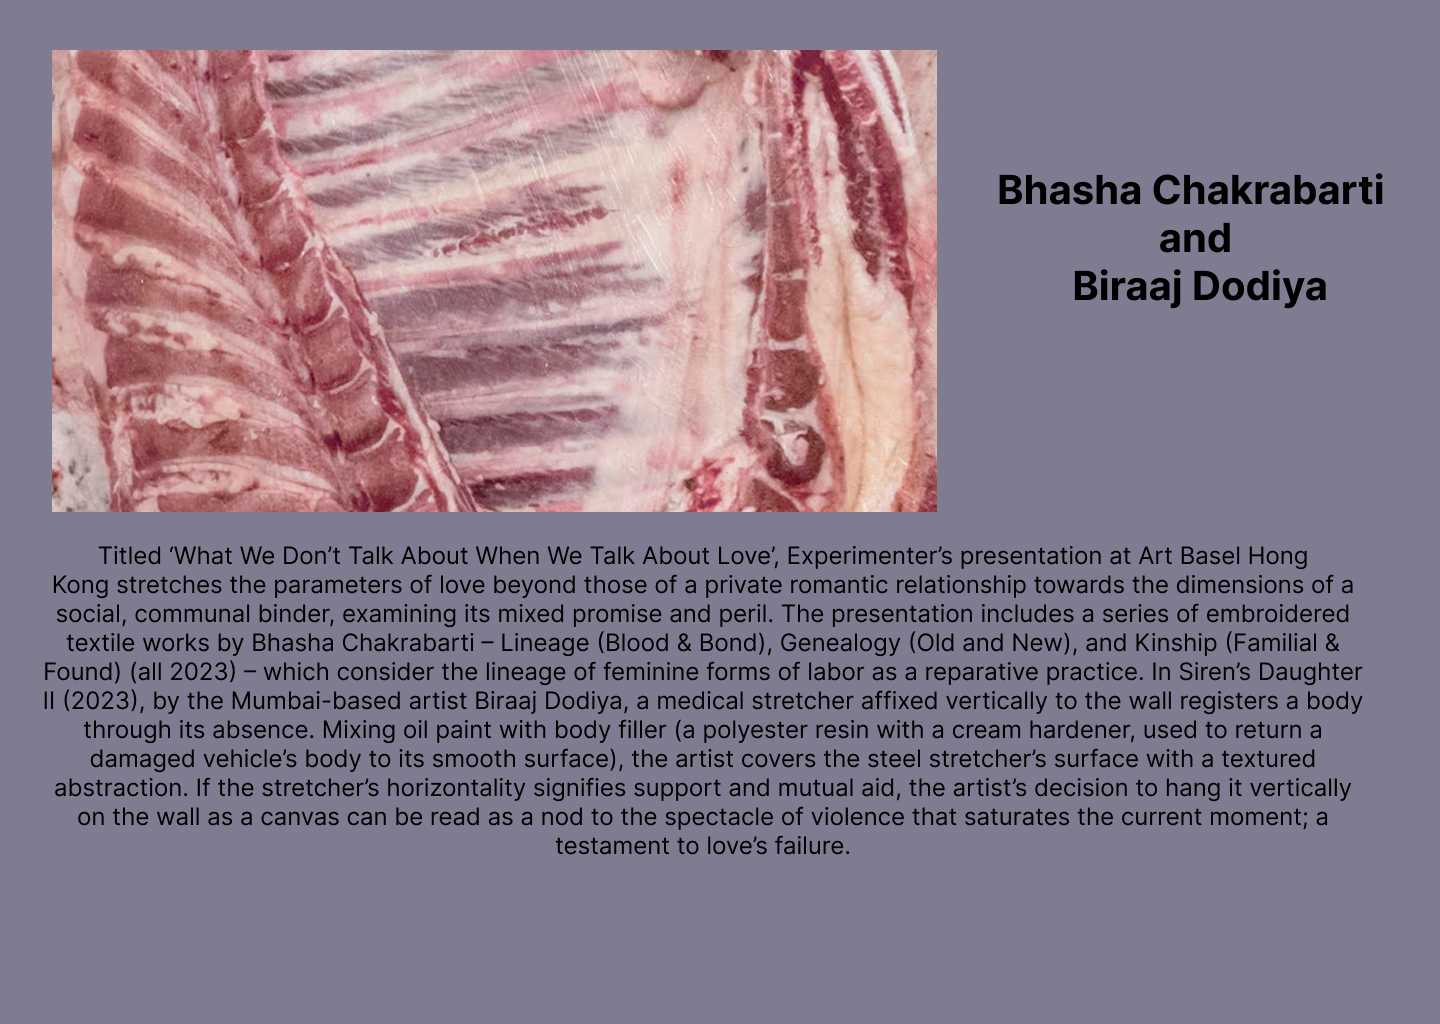 Bhasha Chakrabarti
and
Biraaj Dodiya
Titled ‘What We Don’t Talk About When We Talk About Love’, Experimenter’s presentation at Art Basel Hong
Kong stretches the parameters of love beyond those of a private romantic relationship towards the dimensions of a
social, communal binder, examining its mixed promise and peril. The presentation includes a series of embroidered
textile works by Bhasha Chakrabarti – Lineage (Blood & Bond), Genealogy (Old and New), and Kinship (Familial &
Found) (all 2023) – which consider the lineage of feminine forms of labor as a reparative practice. In Siren’s Daughter
II (2023), by the Mumbai-based artist Biraaj Dodiya, a medical stretcher affixed vertically to the wall registers a body
through its absence. Mixing oil paint with body filler (a polyester resin with a cream hardener, used to return a
damaged vehicle’s body to its smooth surface), the artist covers the steel stretcher’s surface with a textured
abstraction. If the stretcher’s horizontality signifies support and mutual aid, the artist’s decision to hang it vertically
on the wall as a canvas can be read as a nod to the spectacle of violence that saturates the current moment; a
testament to love’s failure.